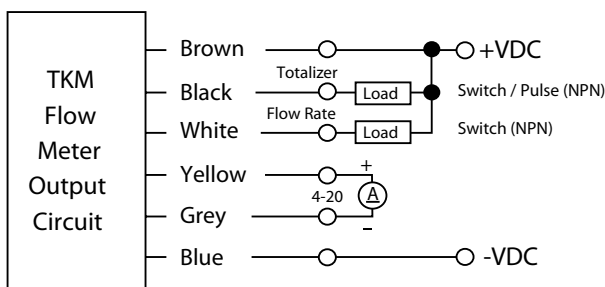 TKM
Flow
Meter
Output
Circuit
Brown
+VDC
Totalizer
Black
Load
Switch / Pulse (NPN)
Flow Rate
White
Load
Switch (NPN)
Yellow
+
4-20
A
Grey
–
Blue
-VDC